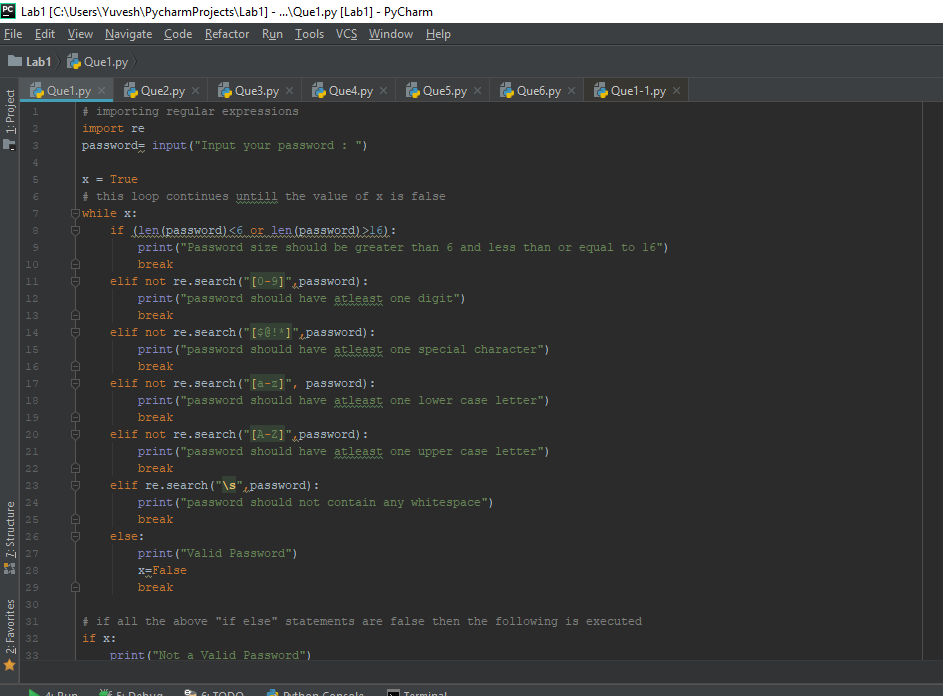 PC Lab1 [C:\Users\Yuvesh\PycharmProjects\Lab1] - ...\Que1.py [Lab1] - PyCharm
File Edit View Navigate Code Refactor Run Tools VCS Window Help
Lab1 Que1.py
Que1.py Que2.py Que3.py Que4.py Que5.py Que6.py Que1-1.py
1: Project
1 # importing regular expressions
2 import re
3 password= input("Input your password : ")
4
5 x = True
6 # this loop continues untill the value of x is false
7 while x:
8 if (len(password)<6 or len(password)>16):
9 print("Password size should be greater than 6 and less than or equal to 16")
10 break
11 elif not re.search("[0-9]",password):
12 print("password should have atleast one digit")
13 break
14 elif not re.search("[$@!*]",password):
15 print("password should have atleast one special character")
16 break
17 elif not re.search("[a-z]", password):
18 print("password should have atleast one lower case letter")
19 break
20 elif not re.search("[A-Z]",password):
21 print("password should have atleast one upper case letter")
22 break
23 elif re.search("\s",password):
24 print("password should not contain any whitespace")
25 break
26 else:
27 print("Valid Password")
28 x=False
29 break
30
31 # if all the above "if else" statements are false then the following is executed
32 if x:
33 print("Not a Valid Password")
7: Structure
2: Favorites
4: Run 5: Debug 6: TODO Python Console Terminal